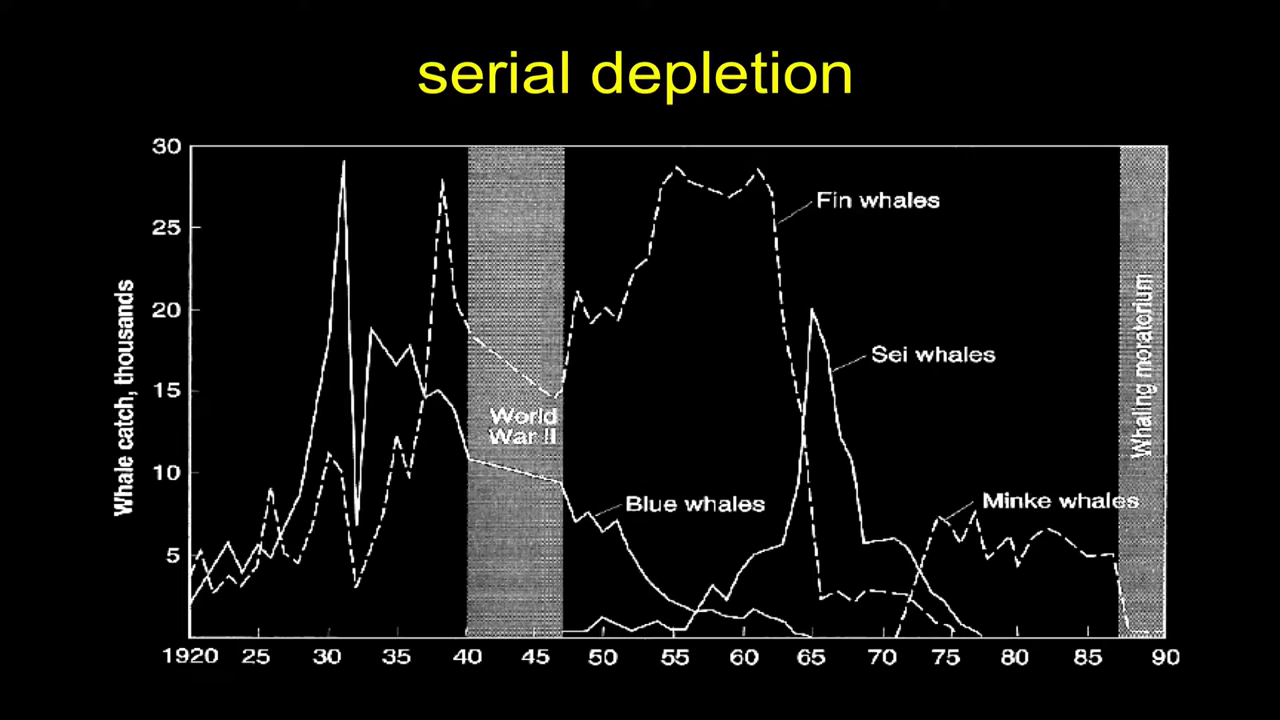 serial depletion
30
25
20
15
10
5
Whale catch, thousands
Fin whales
Sei whales
World
War II
Blue whales
Minke whales
Whaling moratorium
1920 25 30 35 40 45 50 55 60 65 70 75 80 85 90